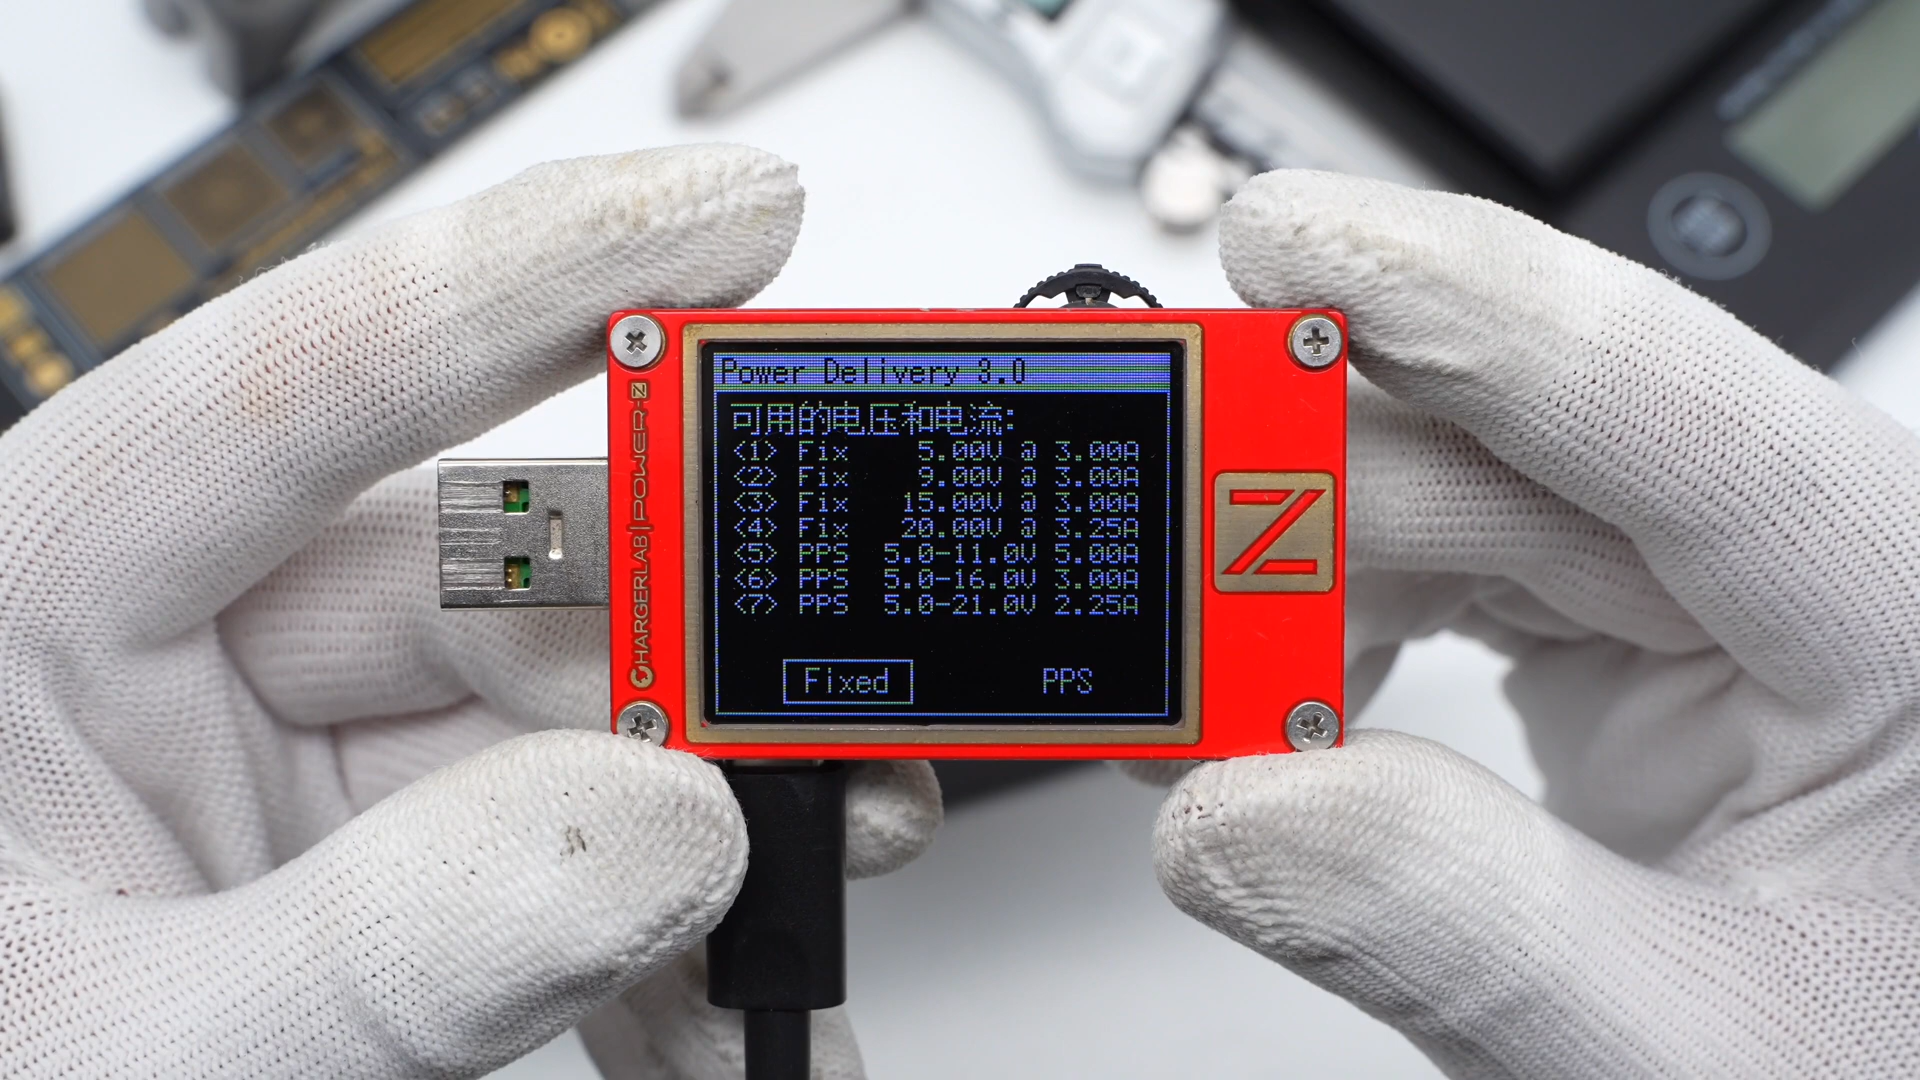 Power Delivery 3.0
可用的电压和电流:
<1> Fix 5.00V @ 3.00A
<2> Fix 9.00V @ 3.00A
<3> Fix 15.00V @ 3.00A
<4> Fix 20.00V @ 3.25A
<5> PPS 5.0-11.0V 5.00A
<6> PPS 5.0-16.0V 3.00A
<7> PPS 5.0-21.0V 2.25A
Fixed PPS
CHARGERLAB | POWER-Z
Z